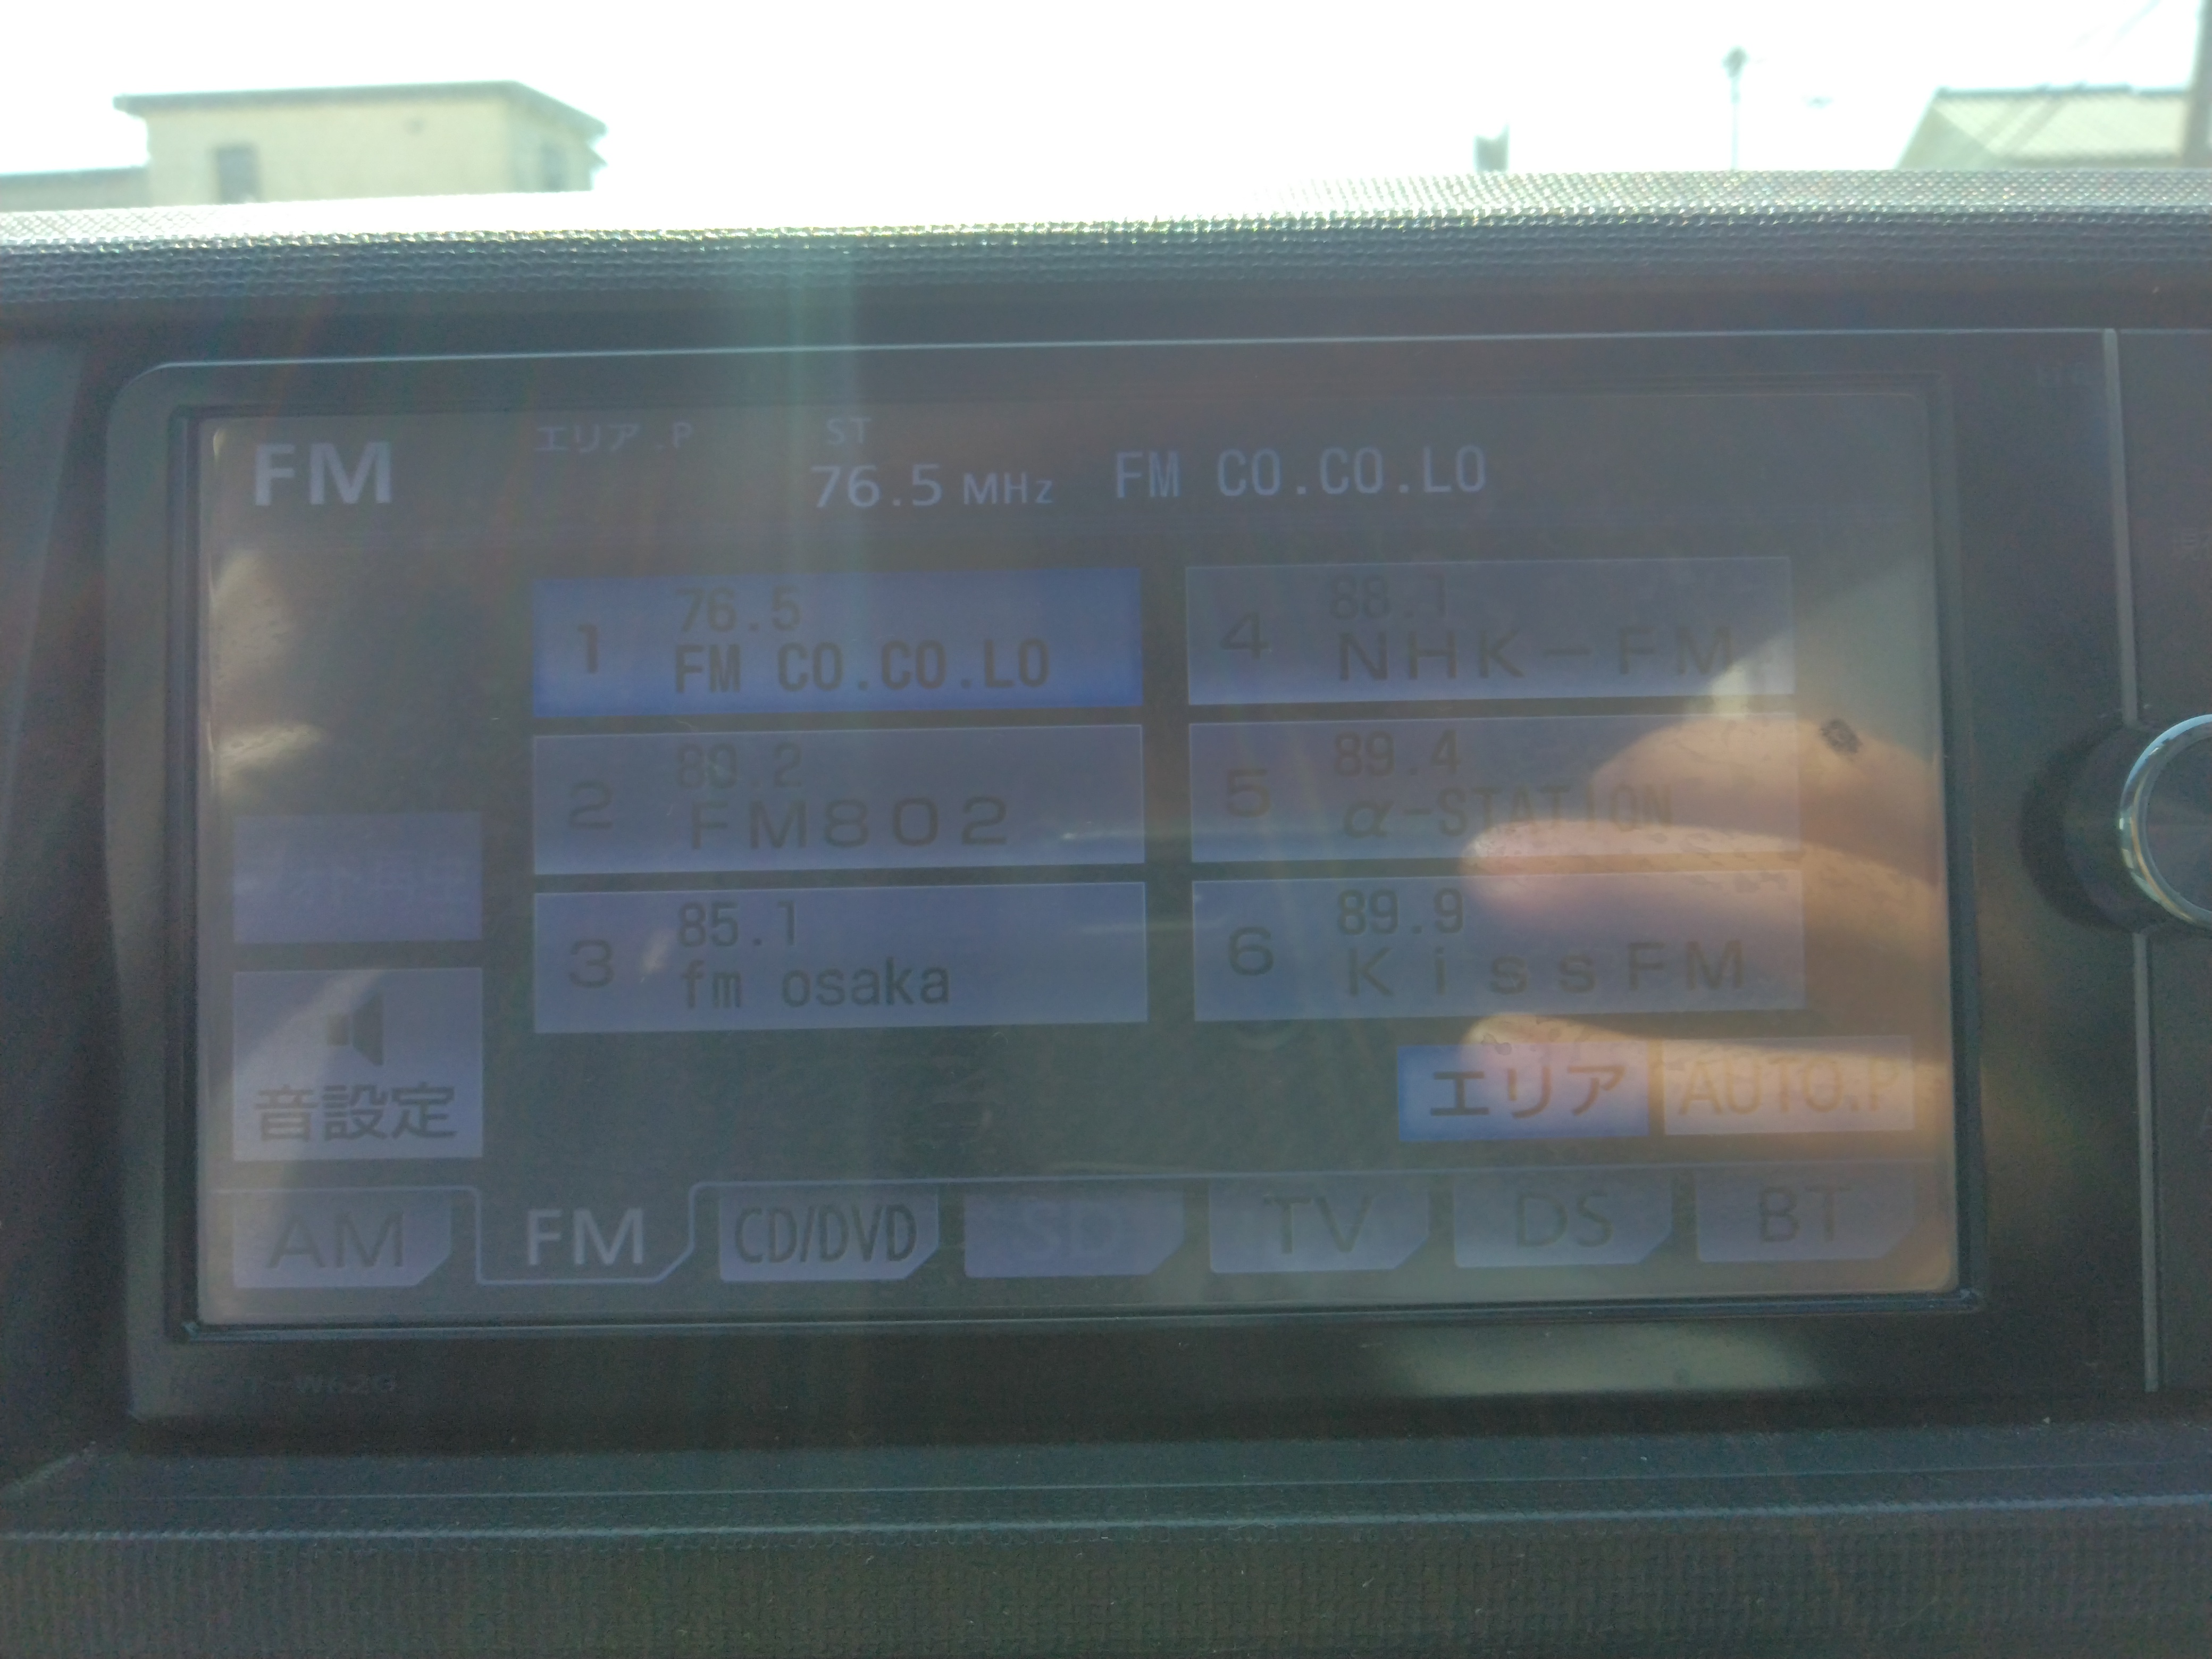 FM
エリア.P
ST
76.5 MHz
FM CO.CO.LO
1
76.5
FM CO.CO.LO
2
80.2
FM802
3
85.1
fm osaka
4
88.1
NHK-FM
5
89.4
α-STATION
6
89.9
KissFM
音設定
エリア
AUTO.P
AM
FM
CD/DVD
SD
TV
DS
BT